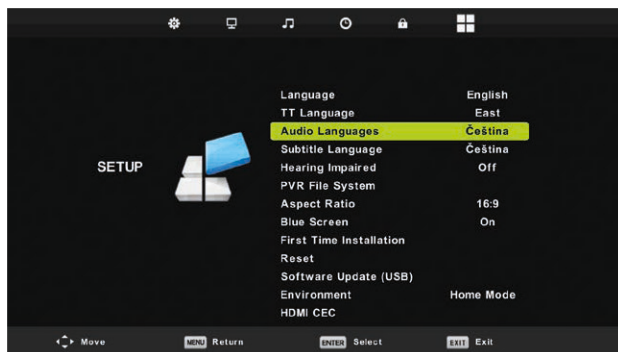 SETUP
Language English
TT Language East
Audio Languages Čeština
Subtitle Language Čeština
Hearing Impaired Off
PVR File System
Aspect Ratio 16:9
Blue Screen On
First Time Installation
Reset
Software Update (USB)
Environment Home Mode
HDMI CEC
Move MENU Return ENTER Select EXIT Exit